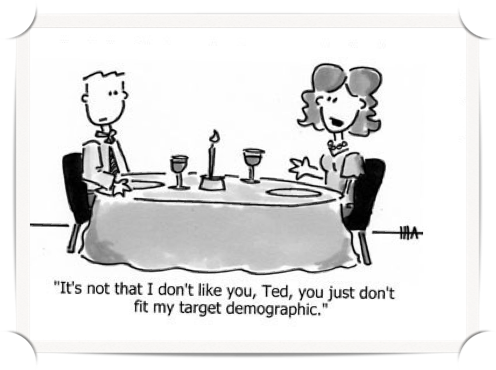 "It's not that I don't like you, Ted, you just don't
fit my target demographic."